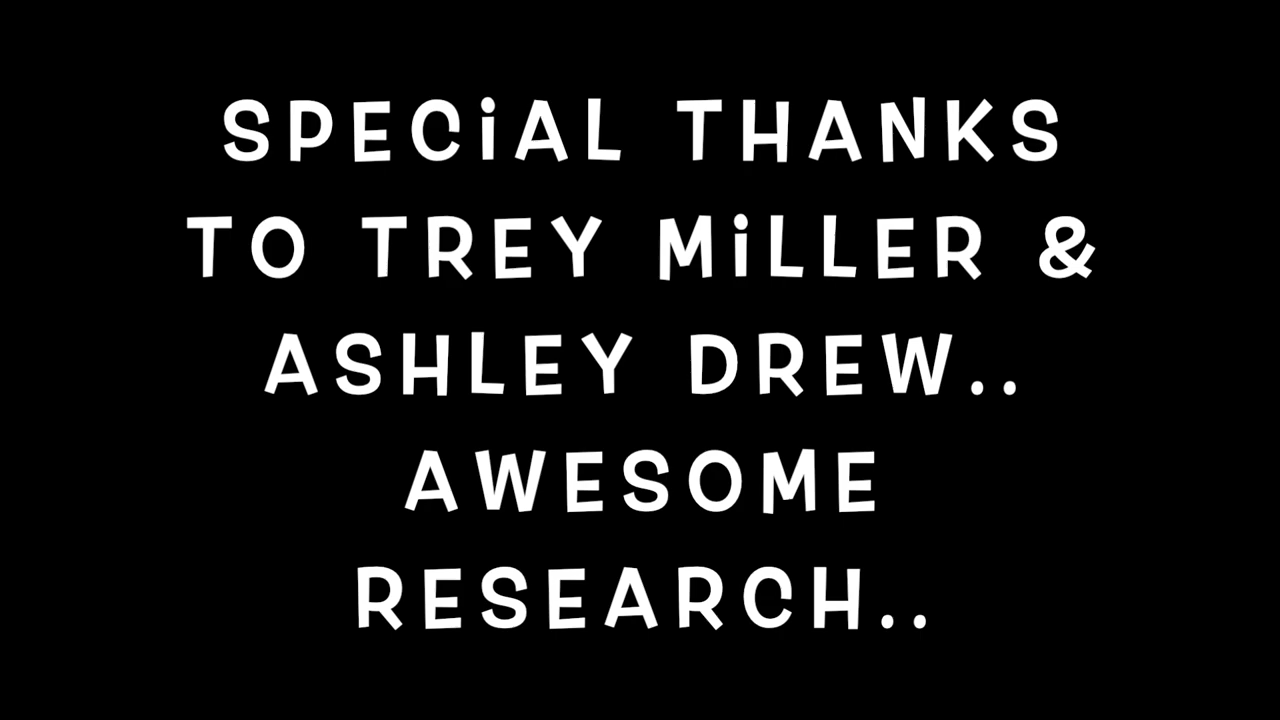 SPECiAL THANKS
TO TREY MiLLER &
ASHLEY DREW..
AWESOME
RESEARCH..